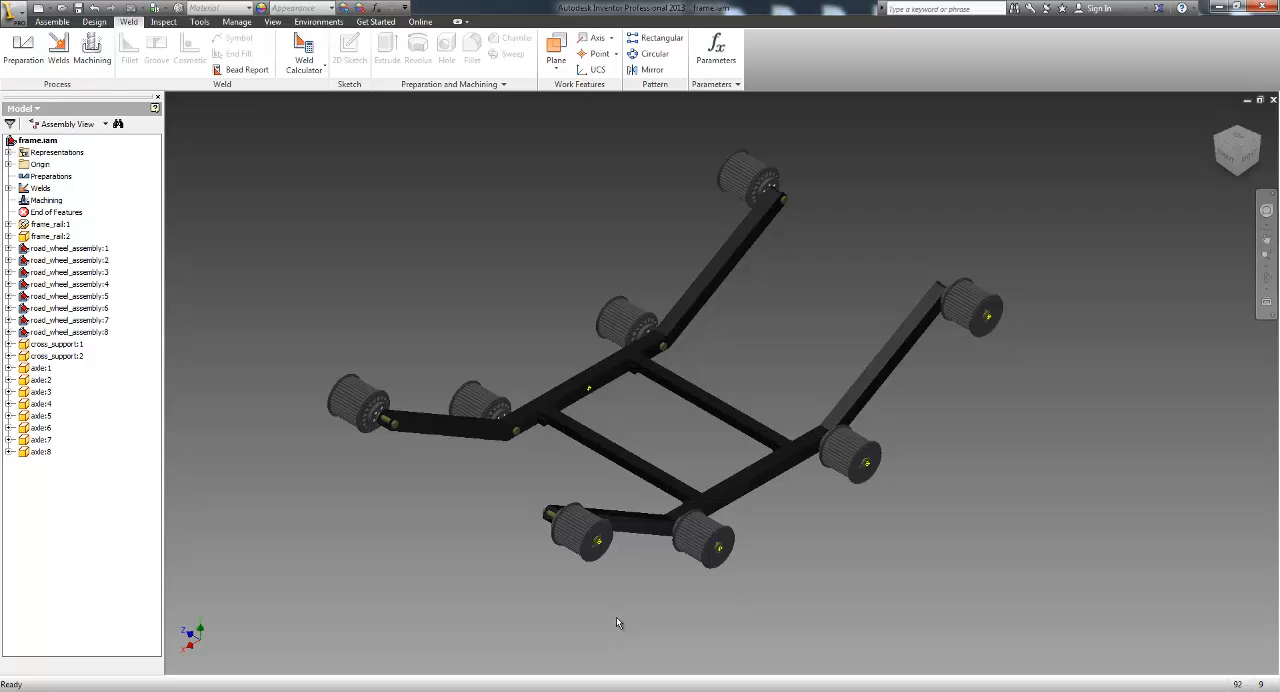 PRO
Material
Appearance
Autodesk Inventor Professional 2013 frame.iam
Type a keyword or phrase
Sign In
Assemble Design Weld Inspect Tools Manage View Environments Get Started Online
Preparation Welds Machining
Process
Fillet Groove Cosmetic
Symbol
End Fill
Bead Report
Weld Calculator
Weld
2D Sketch
Sketch
Extrude Revolve Hole Fillet
Chamfer
Sweep
Preparation and Machining
Plane
Axis
Point
UCS
Work Features
Rectangular
Circular
Mirror
Pattern
fx
Parameters
Parameters
Model
Assembly View
frame.iam
Representations
Origin
Preparations
Welds
Machining
End of Features
frame_rail:1
frame_rail:2
road_wheel_assembly:1
road_wheel_assembly:2
road_wheel_assembly:3
road_wheel_assembly:4
road_wheel_assembly:5
road_wheel_assembly:6
road_wheel_assembly:7
road_wheel_assembly:8
cross_support:1
cross_support:2
axle:1
axle:2
axle:3
axle:4
axle:5
axle:6
axle:7
axle:8
Z
X
Ready
92 9